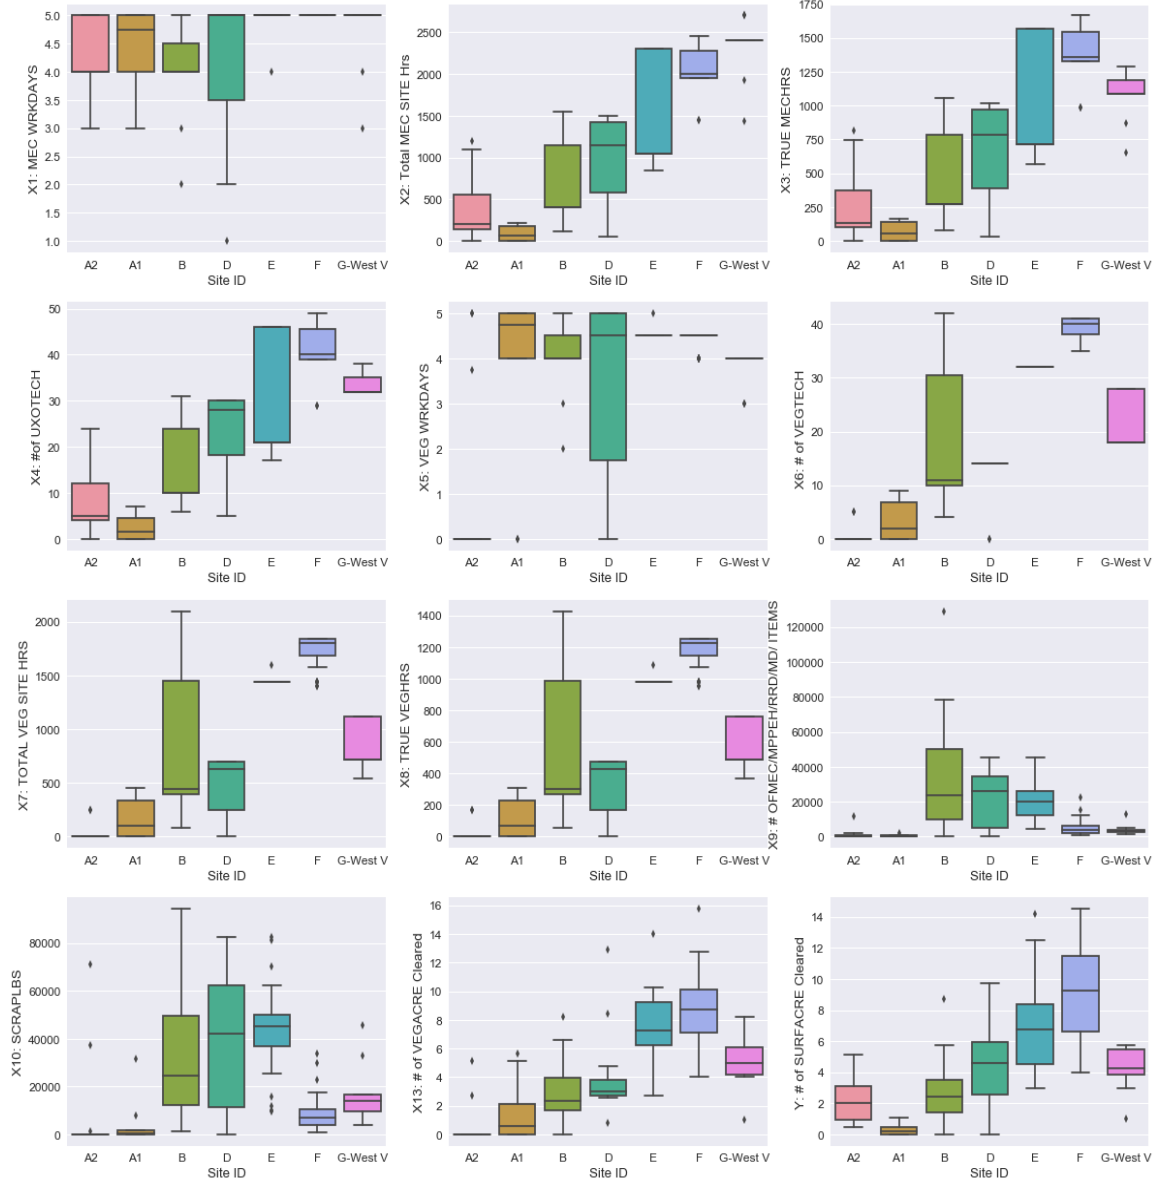 X1: MEC WRKDAYS
5.0
4.5
4.0
3.5
3.0
2.5
2.0
1.5
1.0
A2 A1 B D E F G-West V
Site ID
X2: Total MEC SITE Hrs
2500
2000
1500
1000
500
0
A2 A1 B D E F G-West V
Site ID
X3: TRUE MECHRS
1750
1500
1250
1000
750
500
250
0
A2 A1 B D E F G-West V
Site ID
X4: #of UXOTECH
50
40
30
20
10
0
A2 A1 B D E F G-West V
Site ID
X5: VEG WRKDAYS
5
4
3
2
1
0
A2 A1 B D E F G-West V
Site ID
X6: # of VEGTECH
40
30
20
10
0
A2 A1 B D E F G-West V
Site ID
X7: TOTAL VEG SITE HRS
2000
1500
1000
500
0
A2 A1 B D E F G-West V
Site ID
X8: TRUE VEGHRS
1400
1200
1000
800
600
400
200
0
A2 A1 B D E F G-West V
Site ID
X9: # OFMEC/MPPEH/RRD/MD/ ITEMS
120000
100000
80000
60000
40000
20000
0
A2 A1 B D E F G-West V
Site ID
X10: SCRAPLBS
80000
60000
40000
20000
0
A2 A1 B D E F G-West V
Site ID
X13: # of VEGACRE Cleared
16
14
12
10
8
6
4
2
0
A2 A1 B D E F G-West V
Site ID
Y: # of SURFACRE Cleared
14
12
10
8
6
4
2
0
A2 A1 B D E F G-West V
Site ID